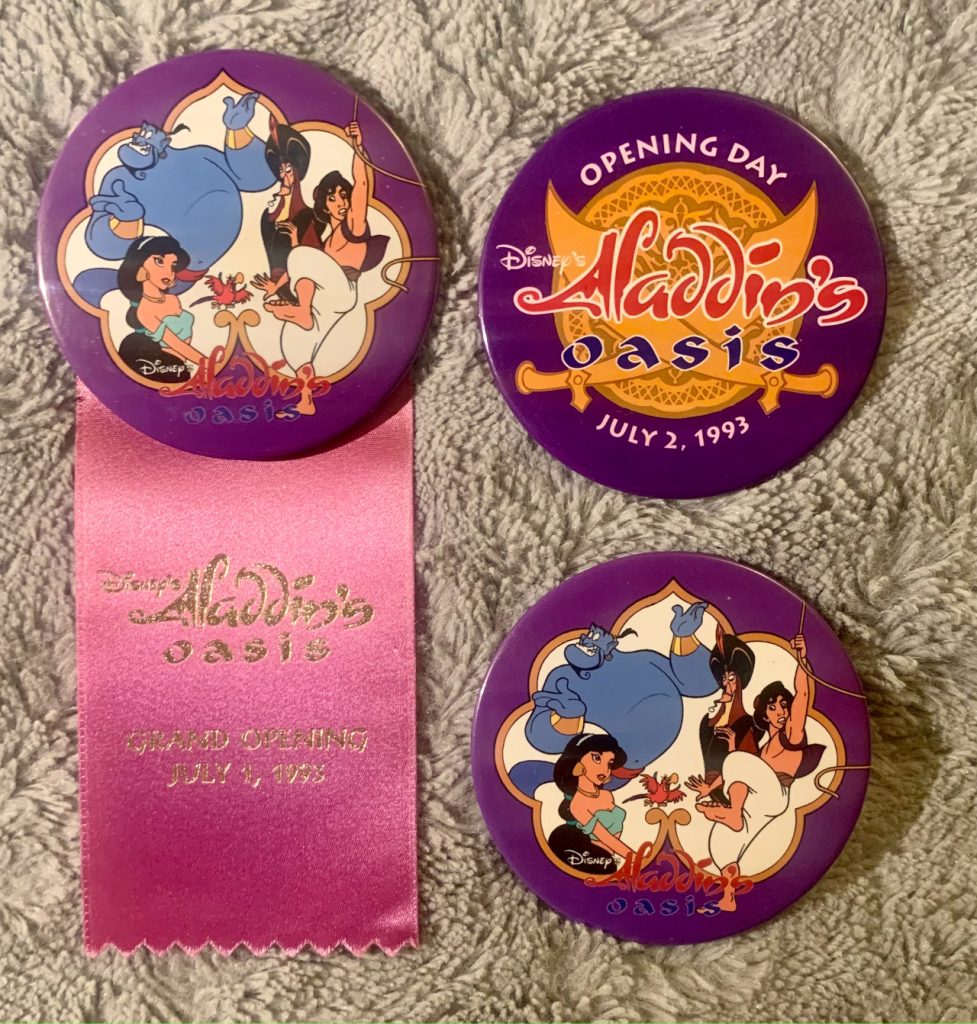 Disney's
Aladdin's
oasis
Disney's
Aladdin's
oasis
GRAND OPENING
JULY 1, 1993
OPENING DAY
Disney's
Aladdin's
oasis
JULY 2, 1993
Disney's
Aladdin's
oasis